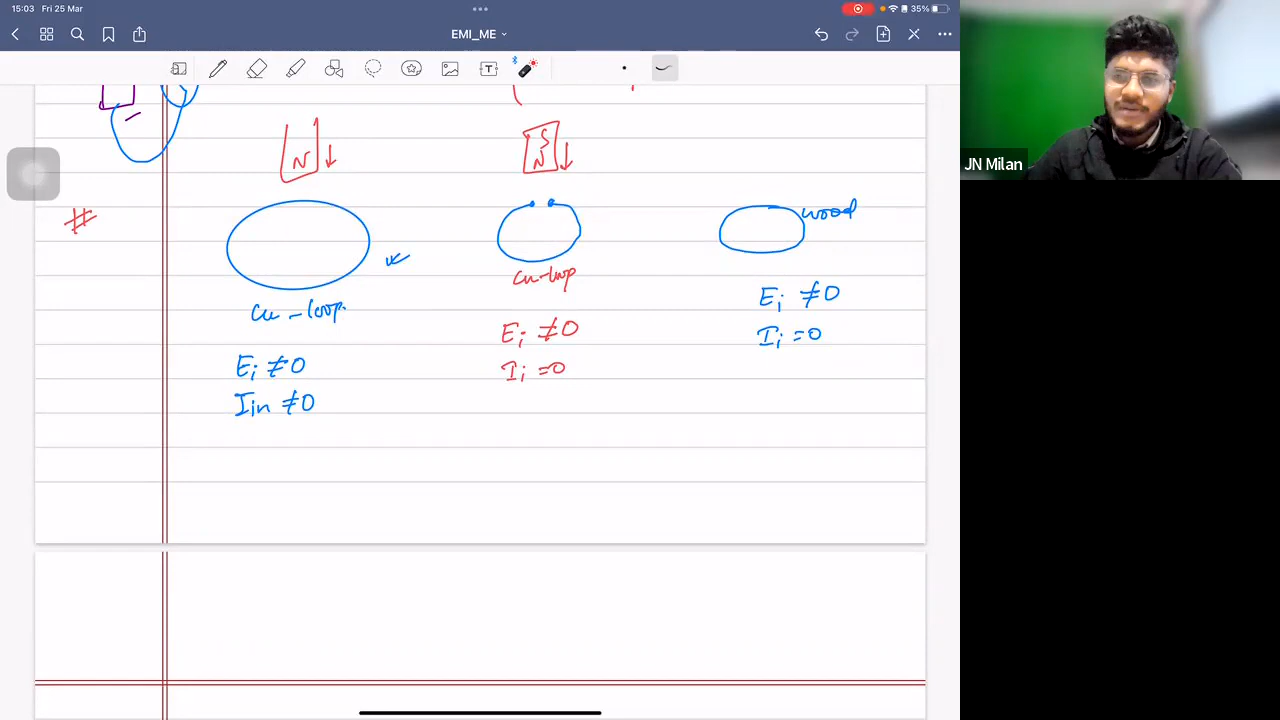 15:03 Fri 25 Mar
35%
EMI_ME
T
N
S
N
#
wood
Cu-loop
Cu-loop.
Ei ≠0
Ii =0
Ei ≠0
Ii =0
Ei ≠0
Iin ≠0
JN Milan